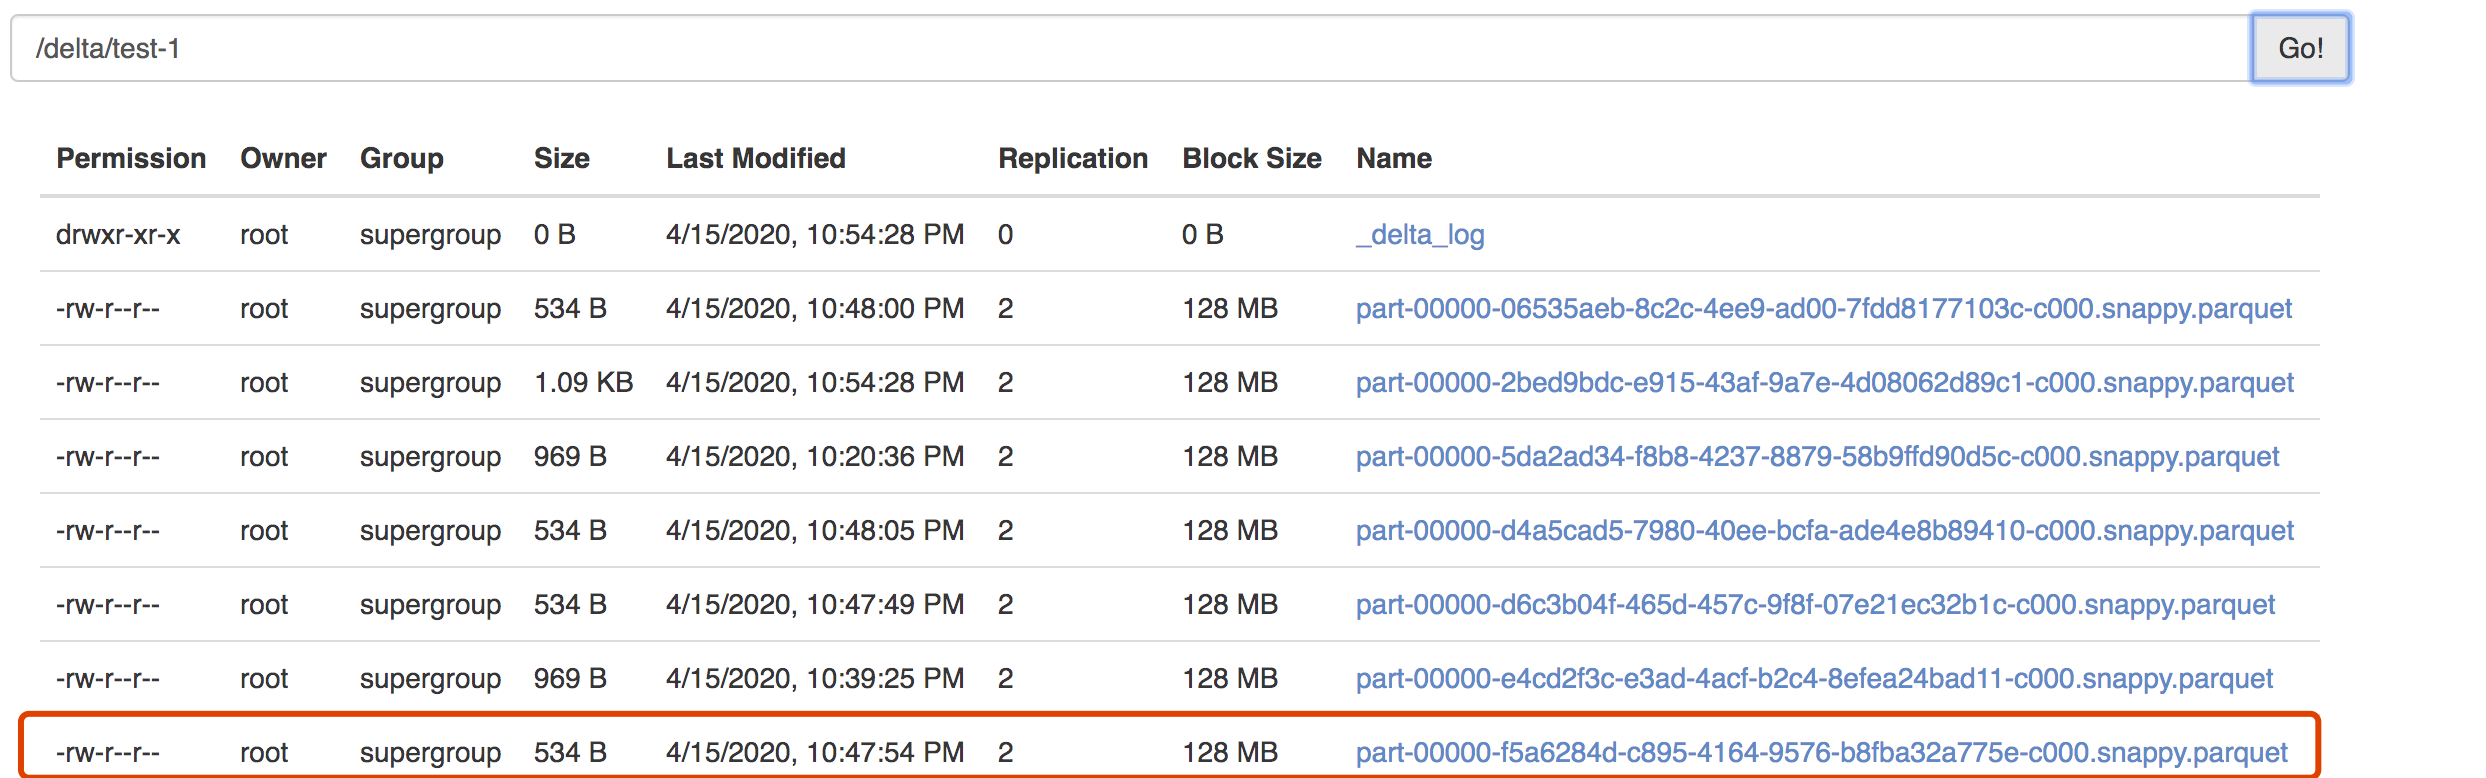 /delta/test-1 Go!
Permission Owner Group Size Last Modified Replication Block Size Name
drwxr-xr-x root supergroup 0 B 4/15/2020, 10:54:28 PM 0 0 B _delta_log
-rw-r--r-- root supergroup 534 B 4/15/2020, 10:48:00 PM 2 128 MB part-00000-06535aeb-8c2c-4ee9-ad00-7fdd8177103c-c000.snappy.parquet
-rw-r--r-- root supergroup 1.09 KB 4/15/2020, 10:54:28 PM 2 128 MB part-00000-2bed9bdc-e915-43af-9a7e-4d08062d89c1-c000.snappy.parquet
-rw-r--r-- root supergroup 969 B 4/15/2020, 10:20:36 PM 2 128 MB part-00000-5da2ad34-f8b8-4237-8879-58b9ffd90d5c-c000.snappy.parquet
-rw-r--r-- root supergroup 534 B 4/15/2020, 10:48:05 PM 2 128 MB part-00000-d4a5cad5-7980-40ee-bcfa-ade4e8b89410-c000.snappy.parquet
-rw-r--r-- root supergroup 534 B 4/15/2020, 10:47:49 PM 2 128 MB part-00000-d6c3b04f-465d-457c-9f8f-07e21ec32b1c-c000.snappy.parquet
-rw-r--r-- root supergroup 969 B 4/15/2020, 10:39:25 PM 2 128 MB part-00000-e4cd2f3c-e3ad-4acf-b2c4-8efea24bad11-c000.snappy.parquet
-rw-r--r-- root supergroup 534 B 4/15/2020, 10:47:54 PM 2 128 MB part-00000-f5a6284d-c895-4164-9576-b8fba32a775e-c000.snappy.parquet